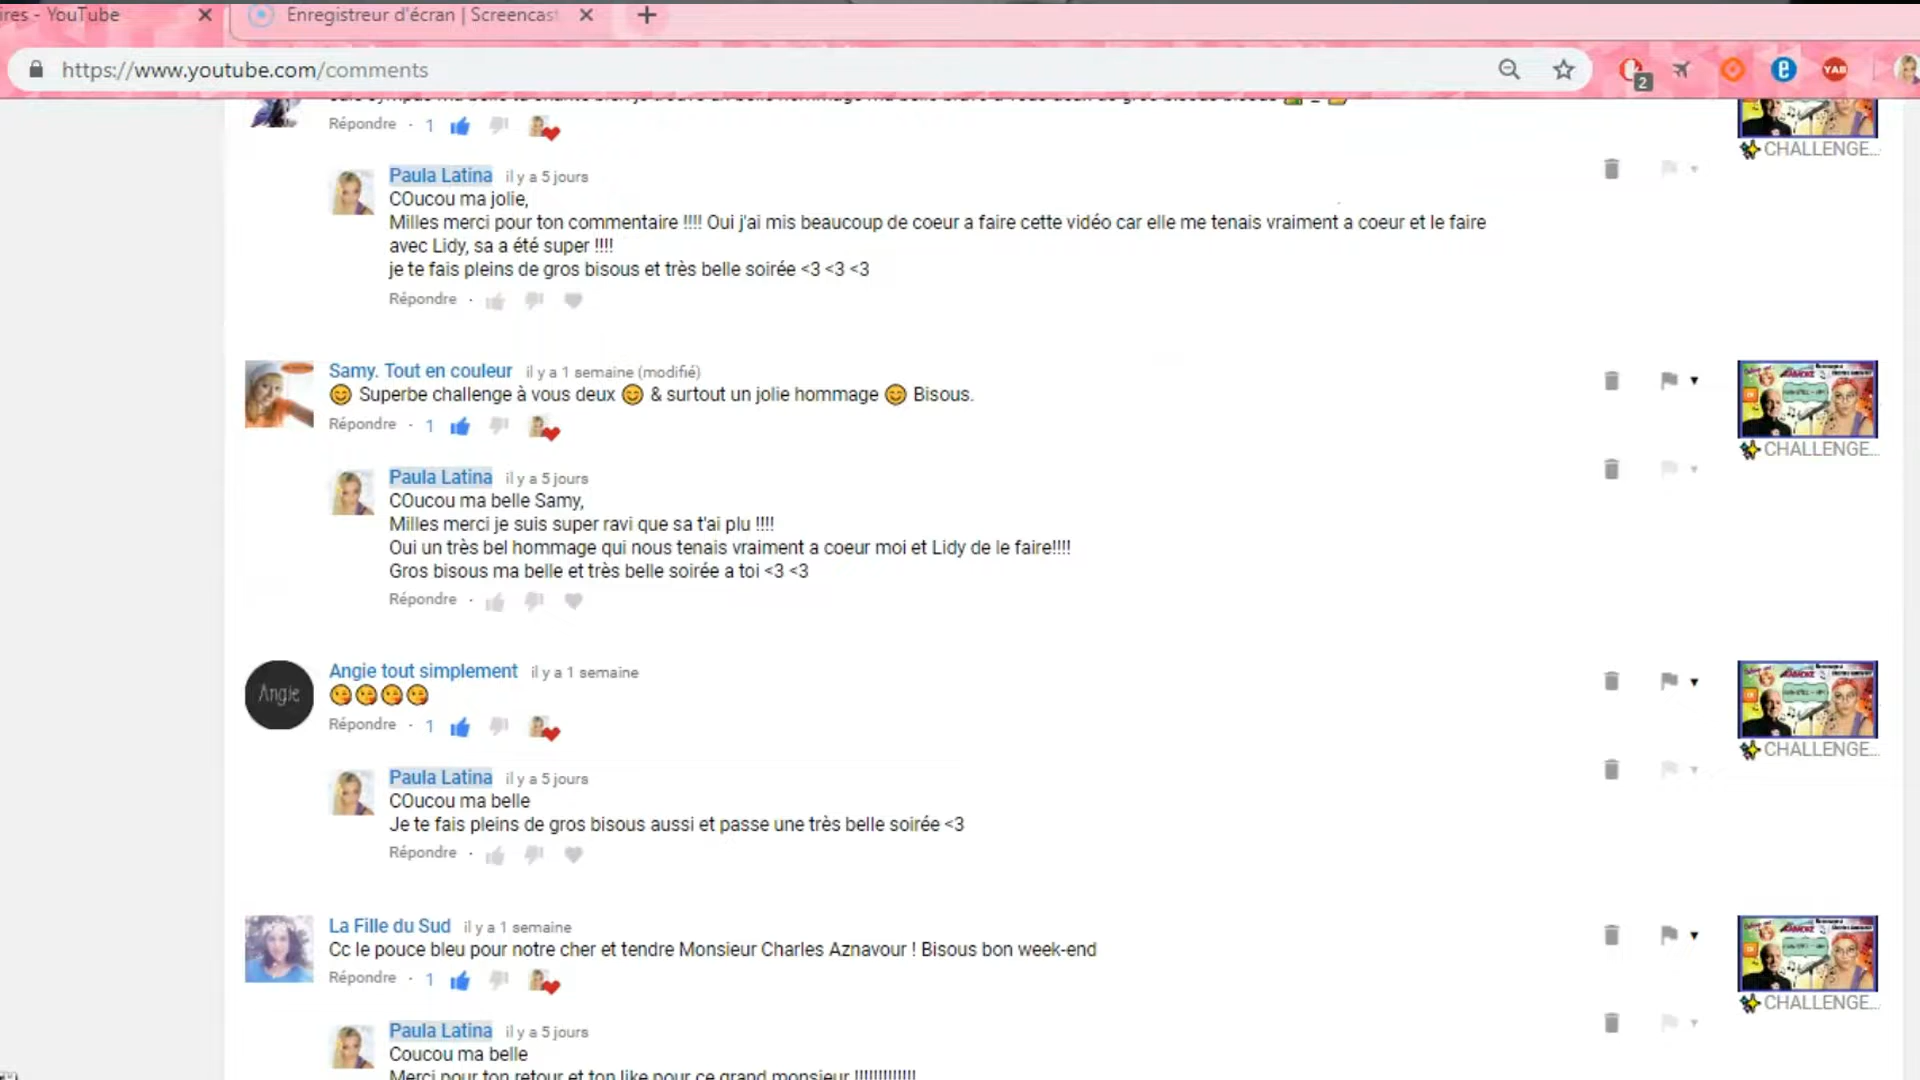 ires - YouTube
Enregistreur d'écran | Screencast
https://www.youtube.com/comments
2
YAB
Répondre · 1
CHALLENGE...
Paula Latina il y a 5 jours
COucou ma jolie,
Milles merci pour ton commentaire !!!! Oui j'ai mis beaucoup de coeur a faire cette vidéo car elle me tenais vraiment a coeur et le faire
avec Lidy, sa a été super !!!!
je te fais pleins de gros bisous et très belle soirée <3 <3 <3
Répondre ·
Samy. Tout en couleur il y a 1 semaine (modifié)
😊 Superbe challenge à vous deux 😊 & surtout un jolie hommage 😊 Bisous.
Répondre · 1
CHALLENGE...
Paula Latina il y a 5 jours
COucou ma belle Samy,
Milles merci je suis super ravi que sa t'ai plu !!!!
Oui un très bel hommage qui nous tenais vraiment a coeur moi et Lidy de le faire!!!!
Gros bisous ma belle et très belle soirée a toi <3 <3
Répondre ·
Angie
Angie tout simplement il y a 1 semaine
😘😘😘😘
Répondre · 1
CHALLENGE...
Paula Latina il y a 5 jours
COucou ma belle
Je te fais pleins de gros bisous aussi et passe une très belle soirée <3
Répondre ·
La Fille du Sud il y a 1 semaine
Cc le pouce bleu pour notre cher et tendre Monsieur Charles Aznavour ! Bisous bon week-end
Répondre · 1
CHALLENGE...
Paula Latina il y a 5 jours
Coucou ma belle
Merci pour ton retour et ton like pour ce grand monsieur !!!!!!!!!!!!!